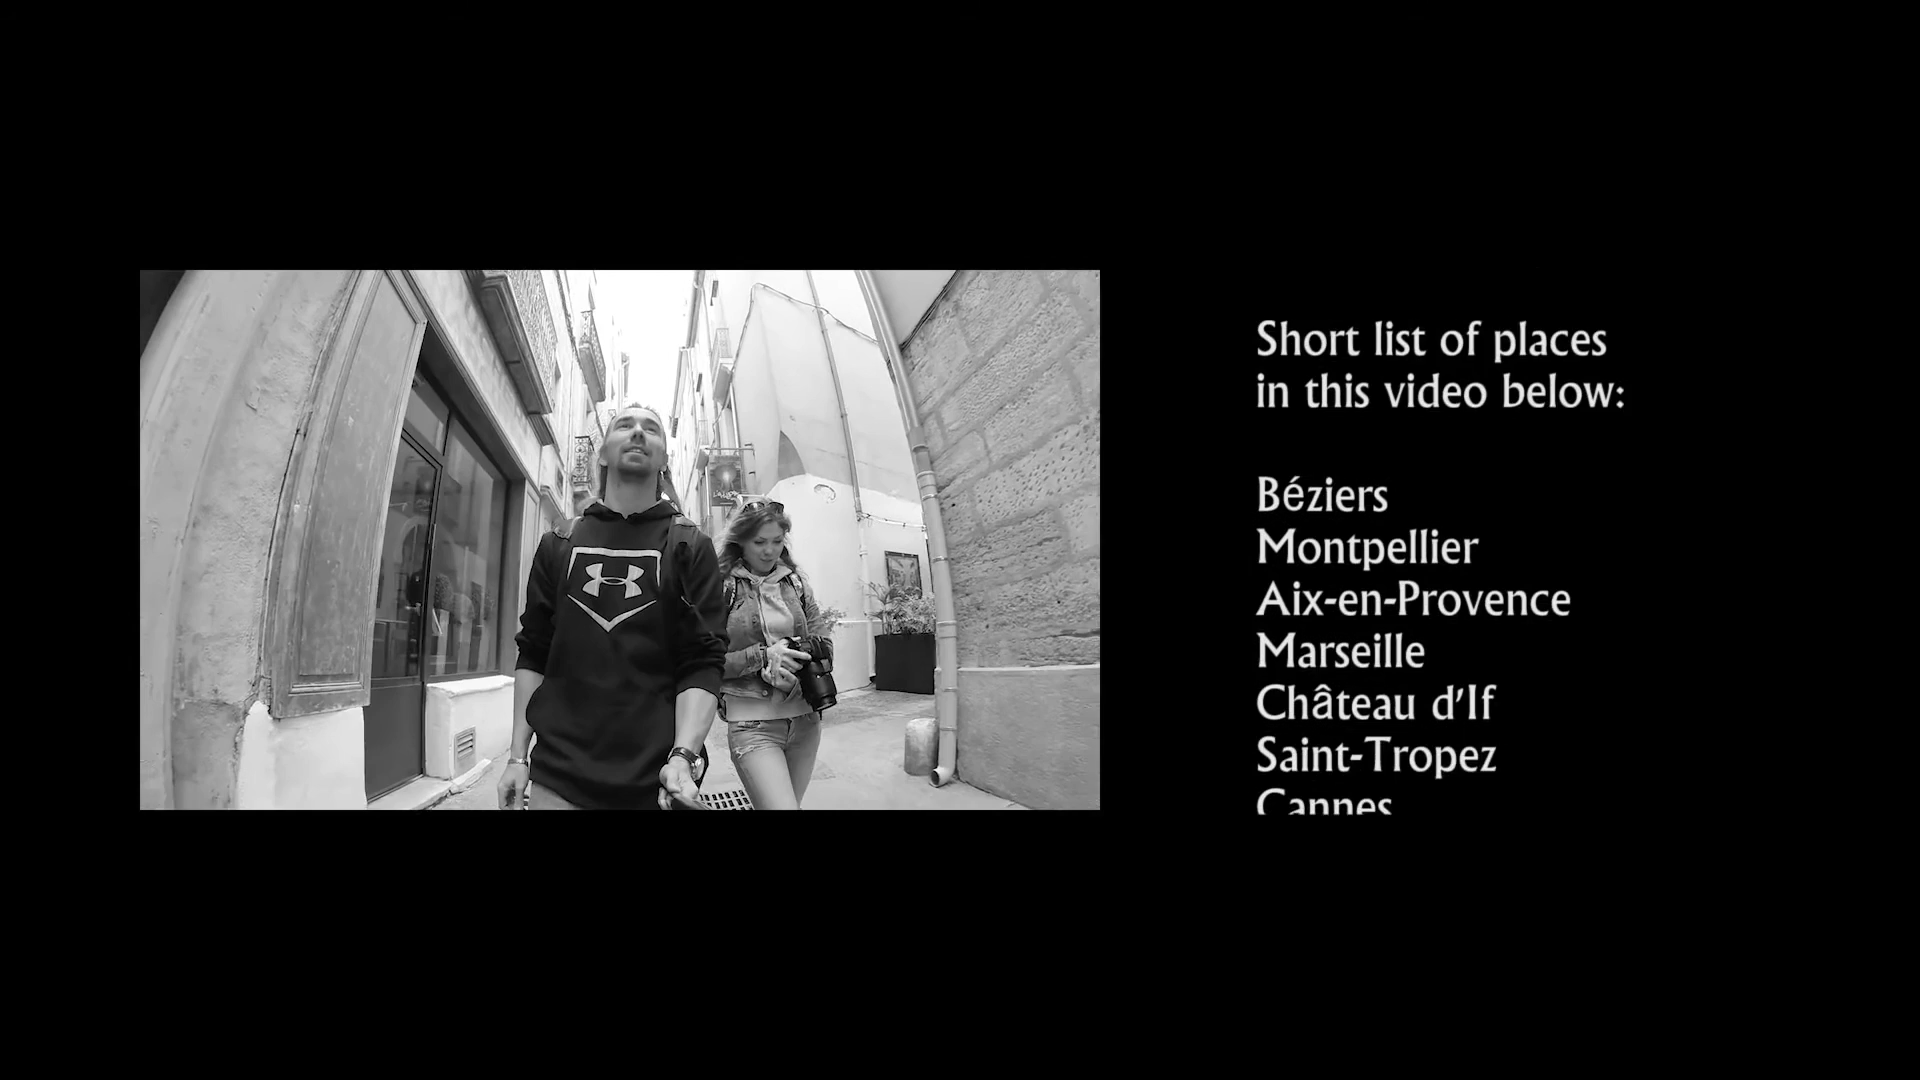 Short list of places
in this video below:
Béziers
Montpellier
Aix-en-Provence
Marseille
Château d'If
Saint-Tropez
Cannes